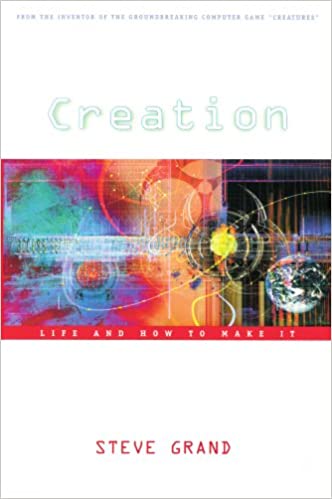 FROM THE INVENTOR OF THE GROUNDBREAKING COMPUTER GAME "CREATURES"
Creation
LIFE AND HOW TO MAKE IT
STEVE GRAND